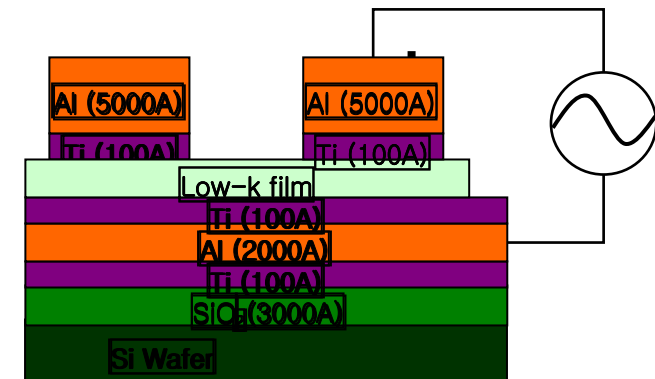 Al (5000A) Al (5000A)
Ti (100A) Ti (100A)
Low-k film
Ti (100A)
Al (2000A)
Ti (100A)
SiO2(3000A)
Si Wafer